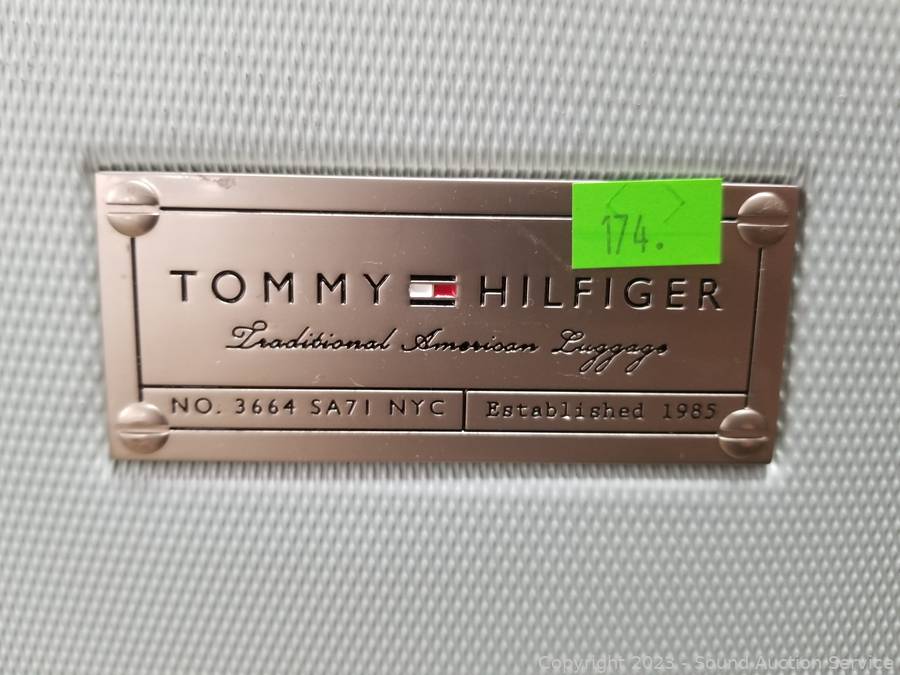 174.
TOMMY HILFIGER
Traditional American Luggage
NO. 3664 SA71 NYC
Established 1985
Copyright 2023 - Sound Auction Service